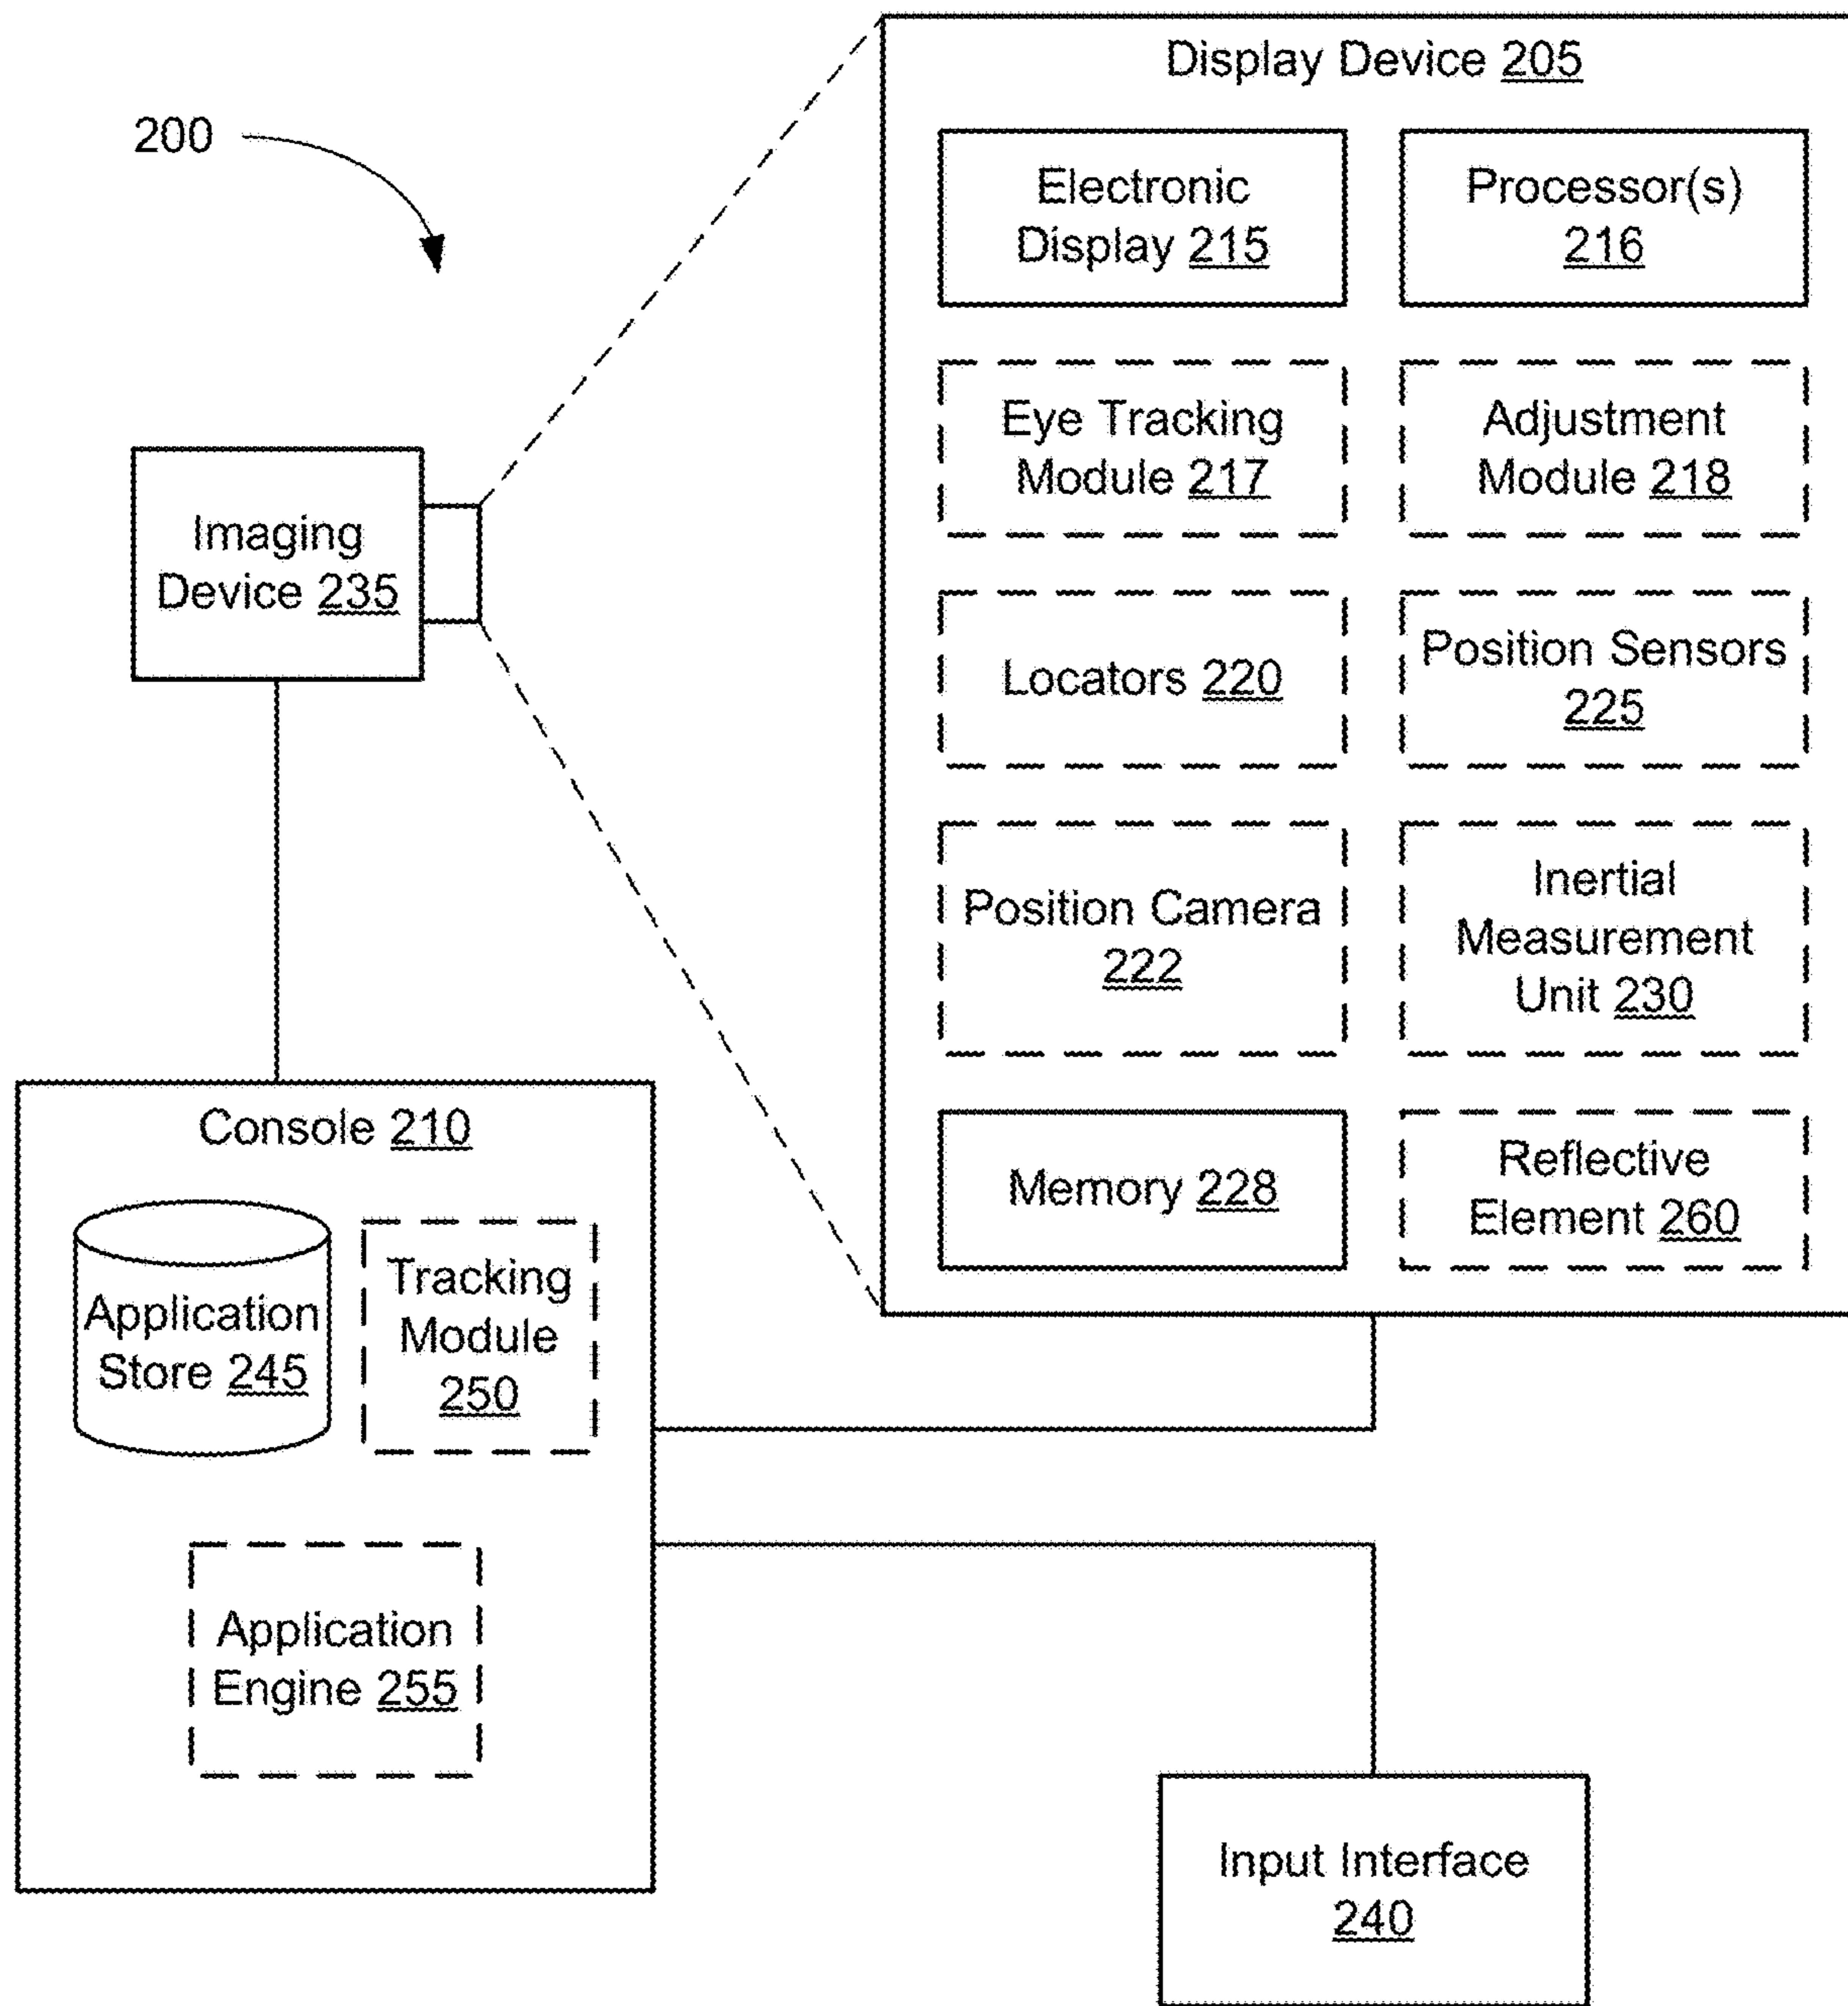 200
Display Device 205
Electronic
Display 215
Processor(s)
216
Eye Tracking
Module 217
Adjustment
Module 218
Locators 220
Position Sensors
225
Position Camera
222
Inertial
Measurement
Unit 230
Memory 228
Reflective
Element 260
Imaging
Device 235
Console 210
Application
Store 245
Tracking
Module
250
Application
Engine 255
Input Interface
240